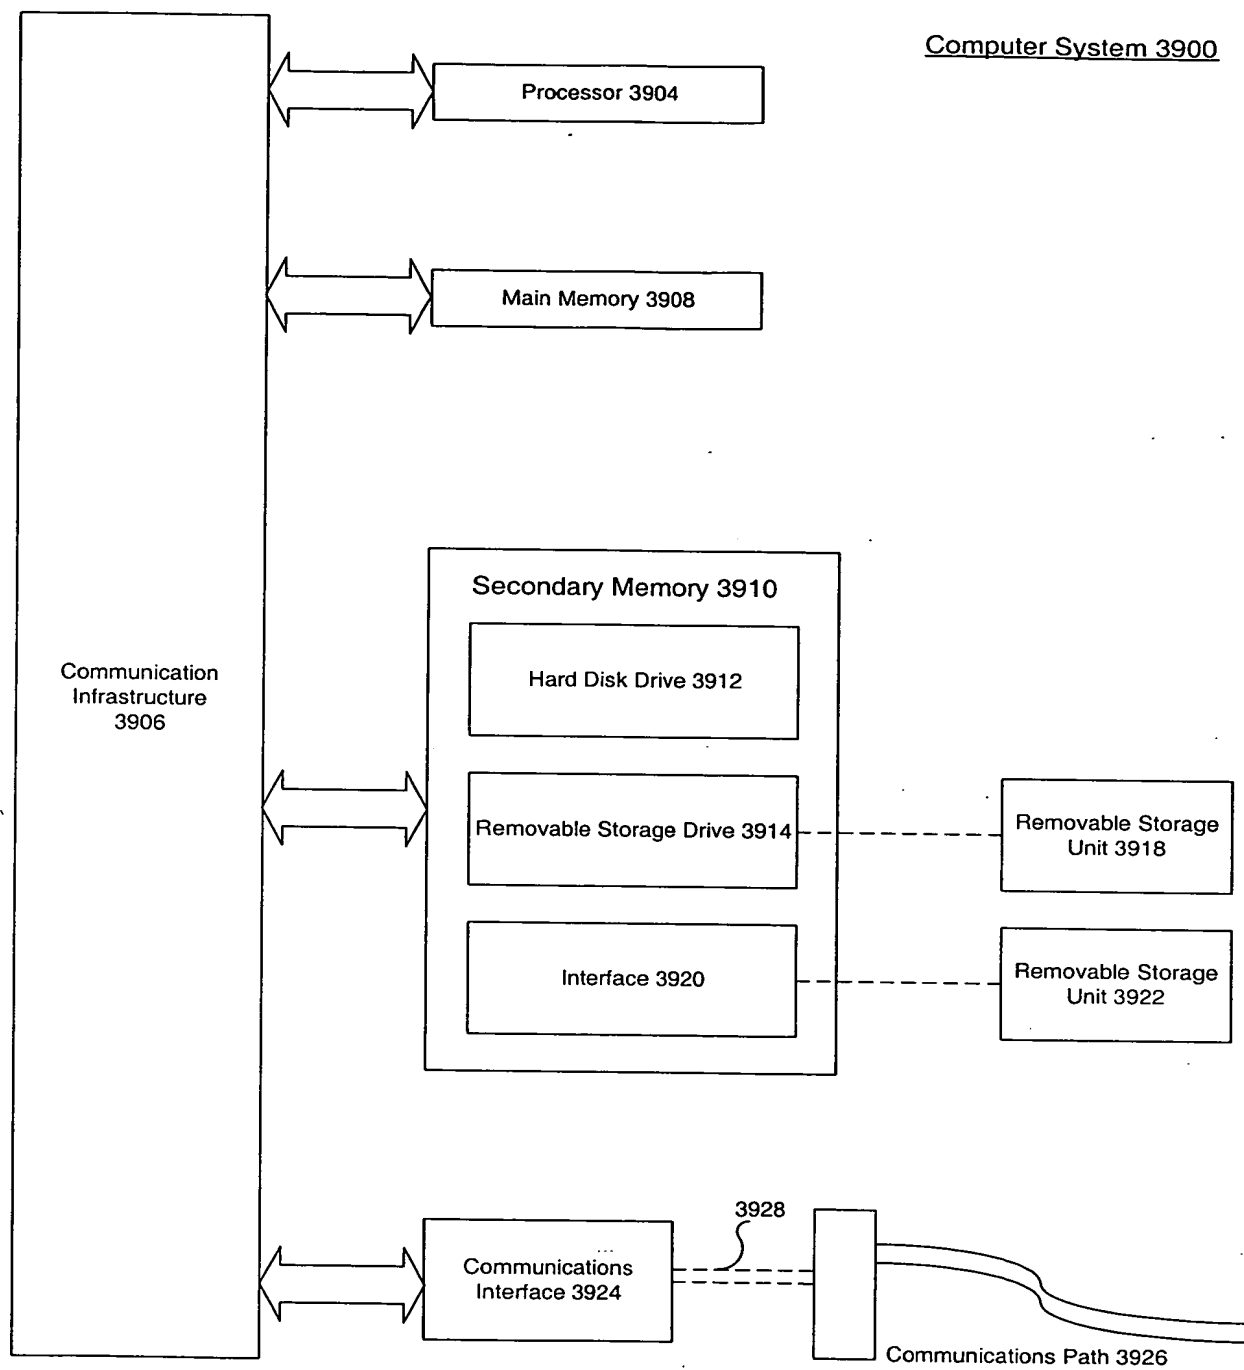 Computer System 3900
Processor 3904
Main Memory 3908
Secondary Memory 3910
Hard Disk Drive 3912
Communication
Infrastructure
3906
Removable Storage Drive 3914
Removable Storage
Unit 3918
Interface 3920
Removable Storage
Unit 3922
3928
Communications
Interface 3924
Communications Path 3926